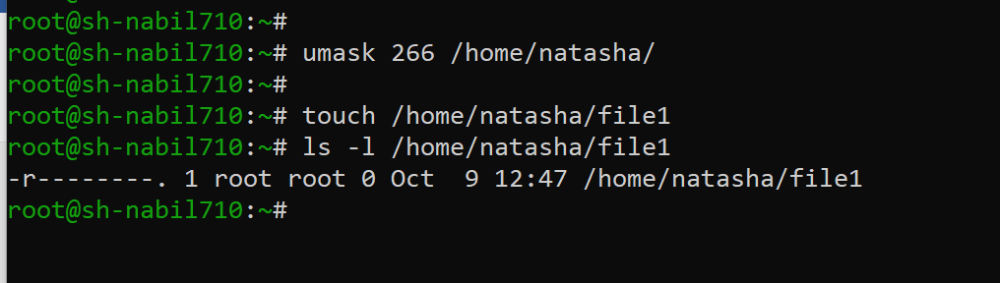 root@sh-nabil710:~#
root@sh-nabil710:~# umask 266 /home/natasha/
root@sh-nabil710:~#
root@sh-nabil710:~# touch /home/natasha/file1
root@sh-nabil710:~# ls -l /home/natasha/file1
-r--------. 1 root root 0 Oct  9 12:47 /home/natasha/file1
root@sh-nabil710:~#